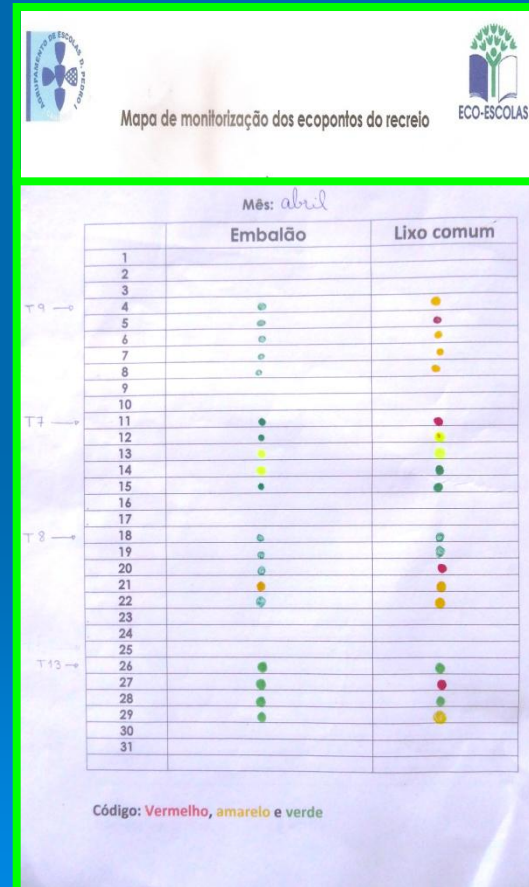 AGRUPAMENTO DE ESCOLAS D. PEDRO I
ECO-ESCOLAS
Mapa de monitorização dos ecopontos do recreio
Mês: abril
Embalão Lixo comum
1
2
3
T9 4
5
6
7
8
9
10
T7 11
12
13
14
15
16
17
T8 18
19
20
21
22
23
24
25
T13 26
27
28
29
30
31
Código: Vermelho, amarelo e verde